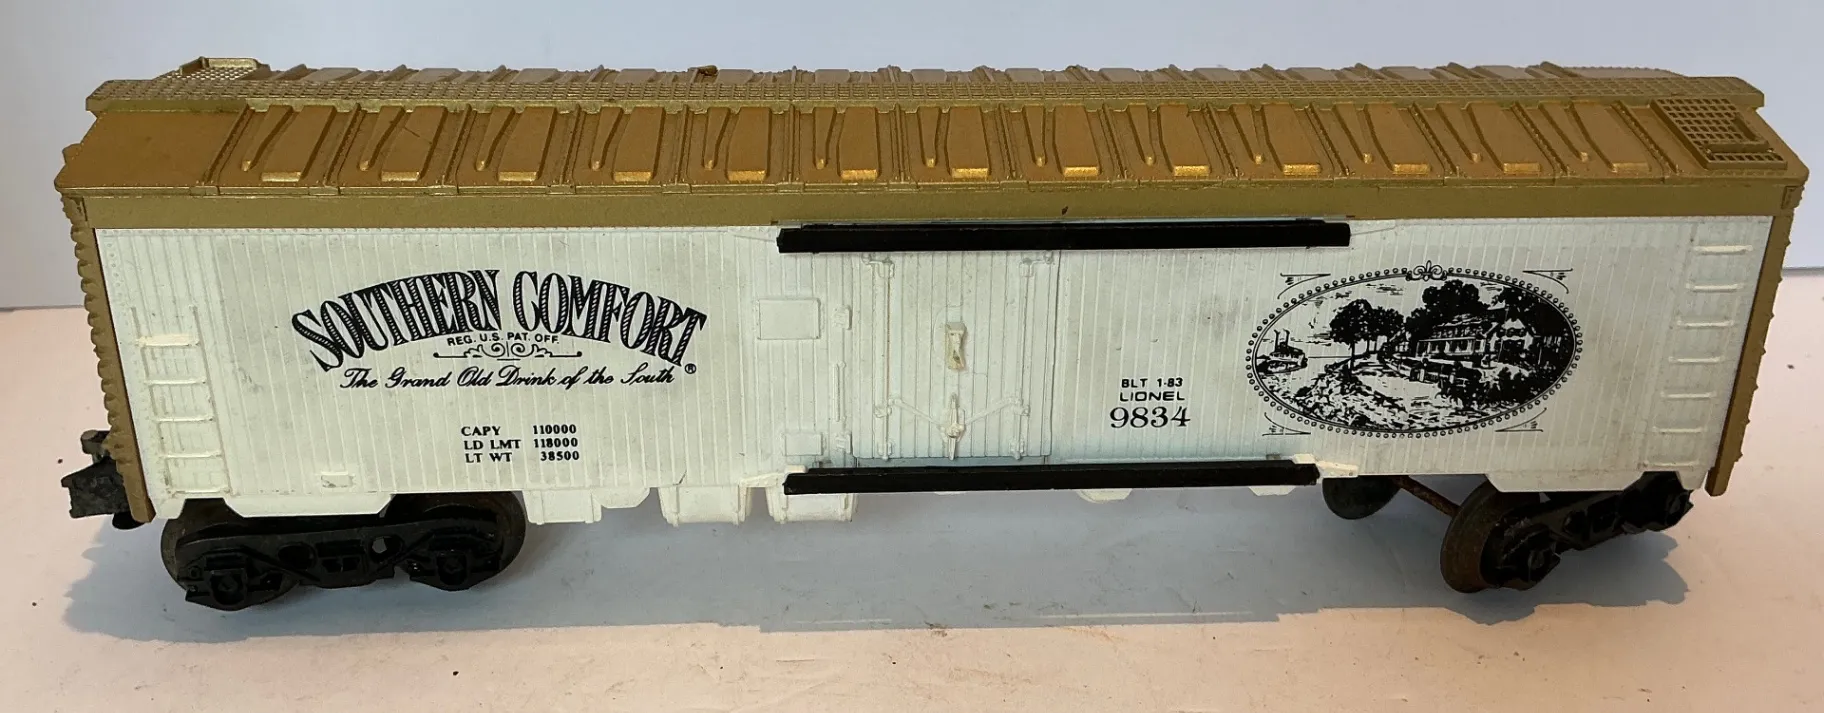 SOUTHERN COMFORT
REG. U.S. PAT. OFF.
The Grand Old Drink of the South ®
CAPY 110000
LD LMT 118000
LT WT 38500
BLT 1-83
LIONEL
9834